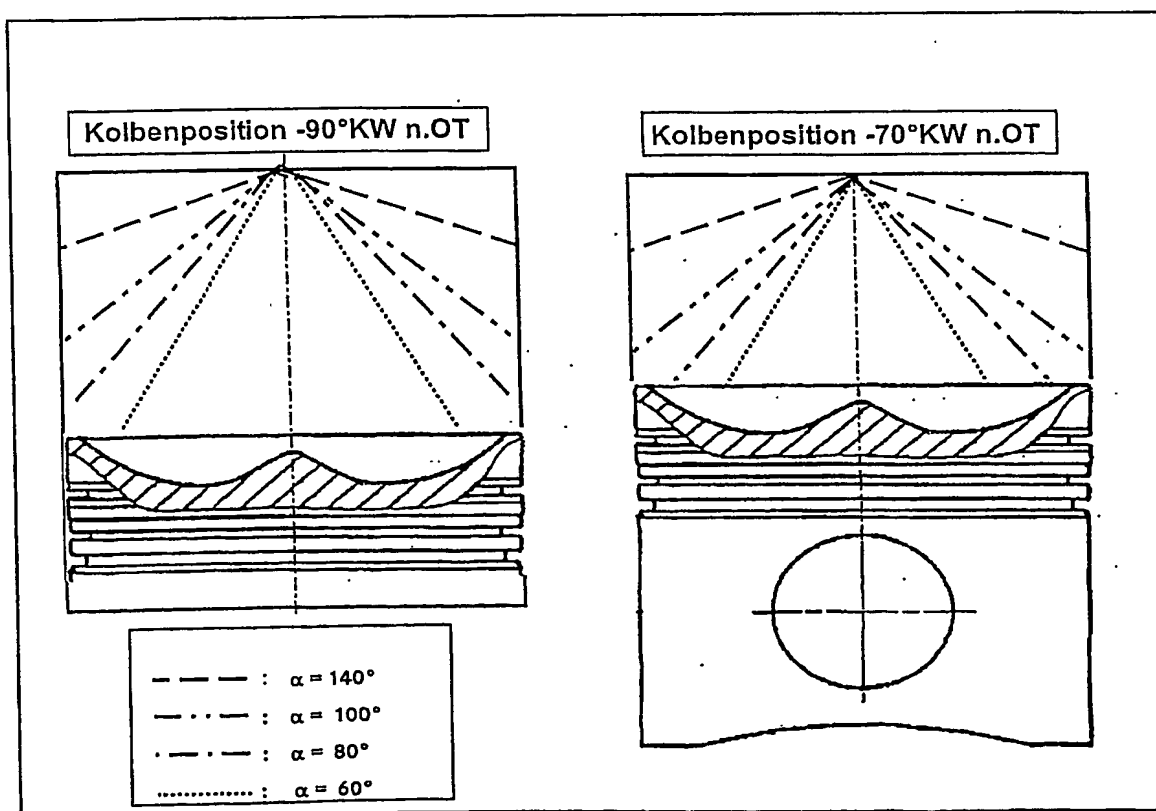 Kolbenposition -90°KW n.OT
Kolbenposition -70°KW n.OT
: α = 140°
: α = 100°
: α = 80°
: α = 60°